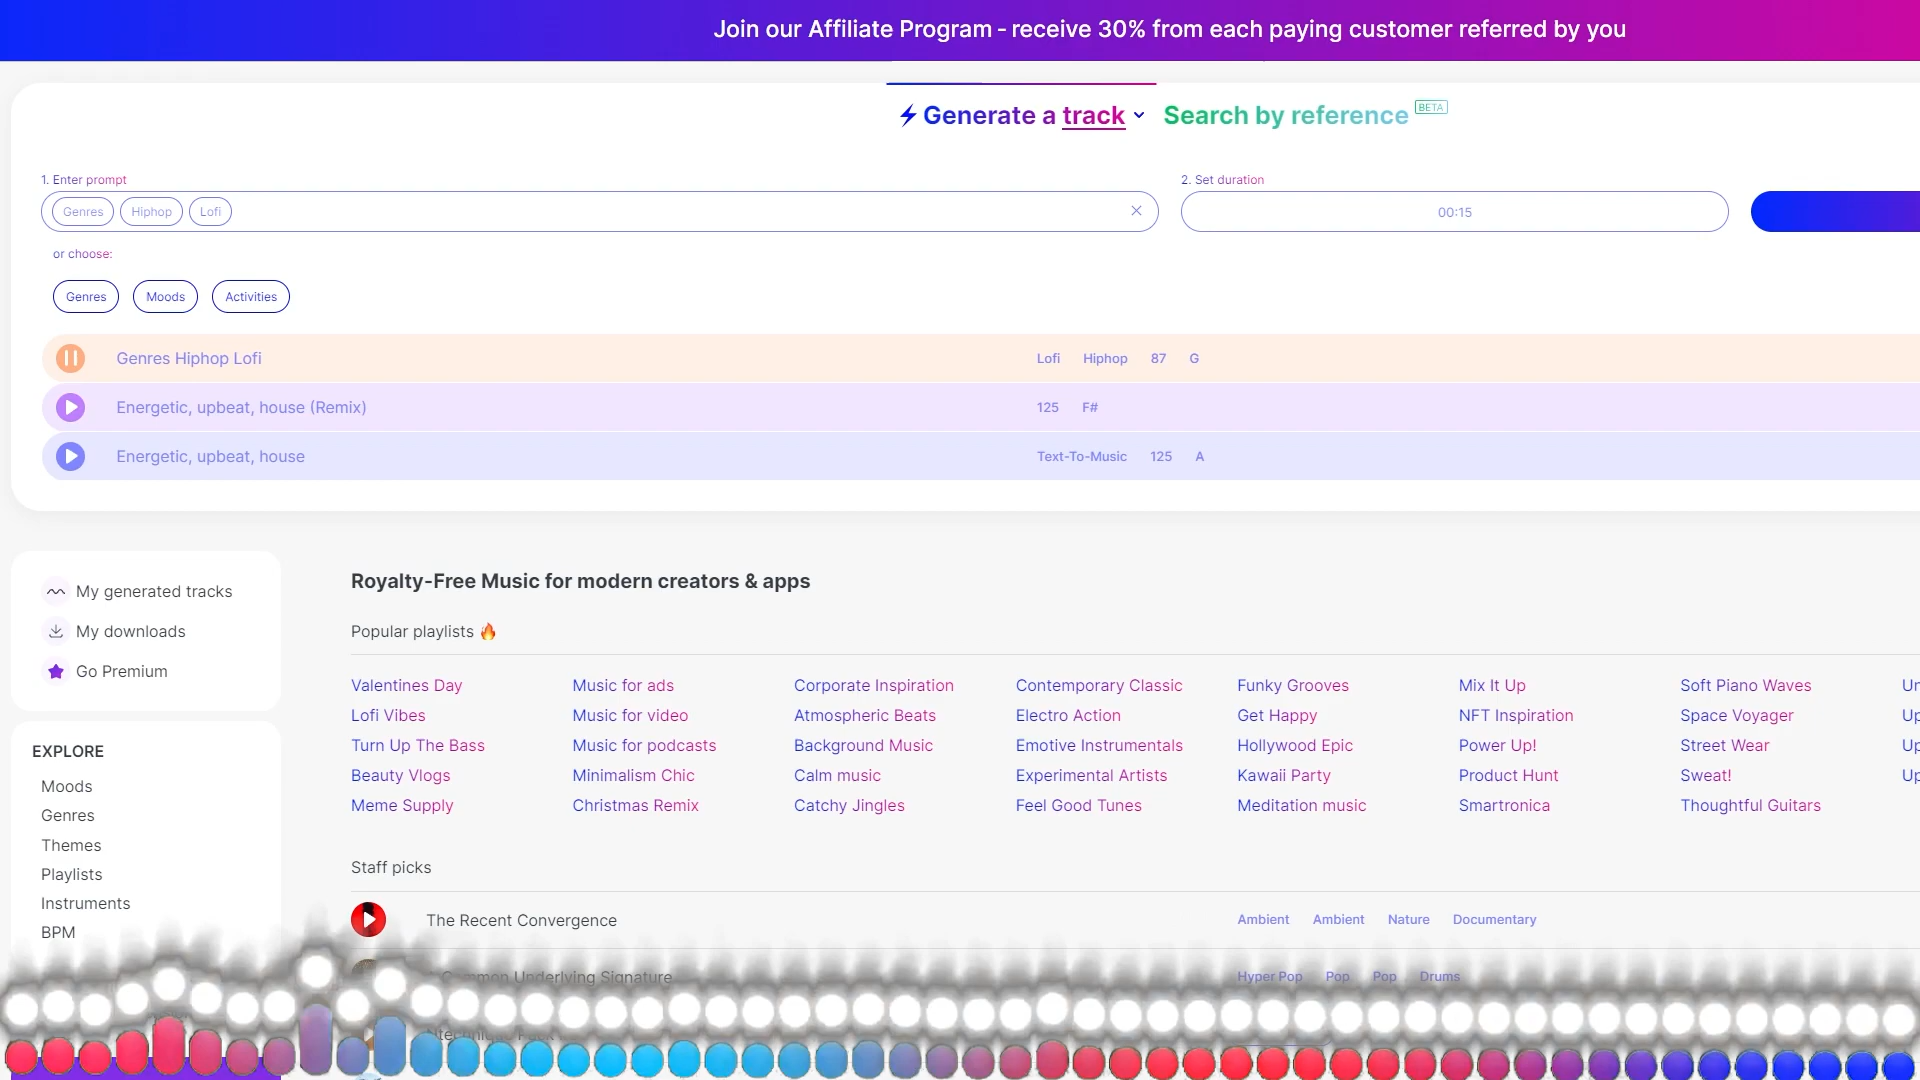 Join our Affiliate Program - receive 30% from each paying customer referred by you
Generate a track Search by reference BETA
1. Enter prompt 2. Set duration
Genres Hiphop Lofi 00:15
or choose:
Genres Moods Activities
Genres Hiphop Lofi Lofi Hiphop 87 G
Energetic, upbeat, house (Remix) 125 F#
Energetic, upbeat, house Text-To-Music 125 A
Royalty-Free Music for modern creators & apps
My generated tracks
My downloads
Go Premium
Popular playlists 🔥
Valentines Day Music for ads Corporate Inspiration Contemporary Classic Funky Grooves Mix It Up Soft Piano Waves
Lofi Vibes Music for video Atmospheric Beats Electro Action Get Happy NFT Inspiration Space Voyager
Turn Up The Bass Music for podcasts Background Music Emotive Instrumentals Hollywood Epic Power Up! Street Wear
Beauty Vlogs Minimalism Chic Calm music Experimental Artists Kawaii Party Product Hunt Sweat!
Meme Supply Christmas Remix Catchy Jingles Feel Good Tunes Meditation music Smartronica Thoughtful Guitars
EXPLORE
Moods
Genres
Themes
Playlists
Instruments
BPM
Staff picks
The Recent Convergence Ambient Ambient Nature Documentary
Common Underlying Signature Hyper Pop Pop Pop Drums